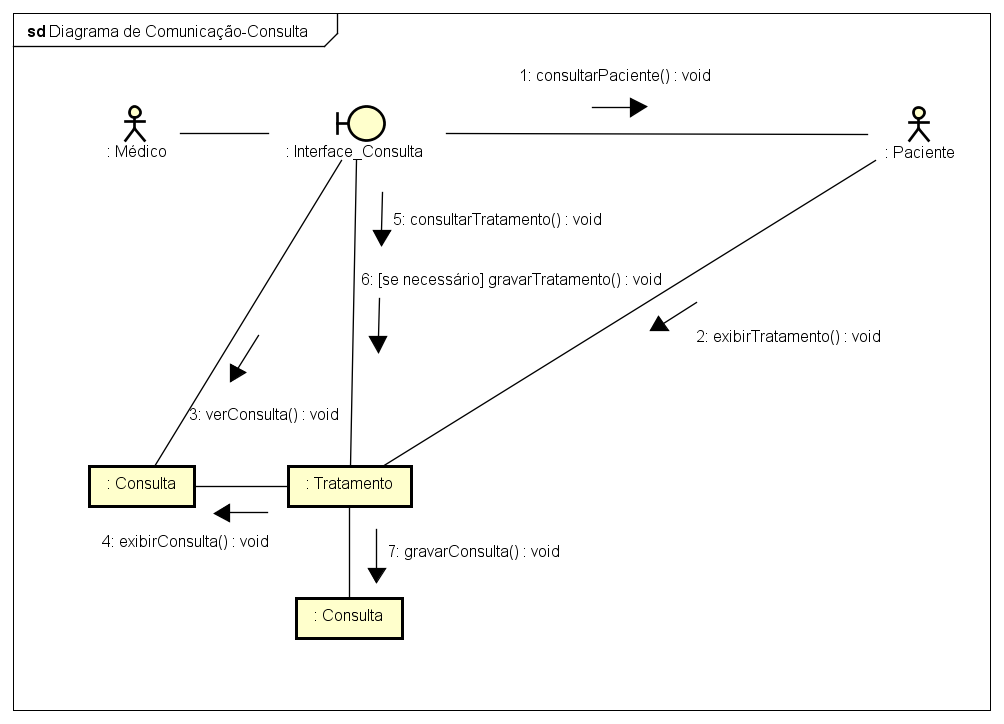 sd Diagrama de Comunicação-Consulta
1: consultarPaciente() : void
: Médico
: Interface_Consulta
: Paciente
5: consultarTratamento() : void
6: [se necessário] gravarTratamento() : void
2: exibirTratamento() : void
3: verConsulta() : void
: Consulta
: Tratamento
4: exibirConsulta() : void
7: gravarConsulta() : void
: Consulta